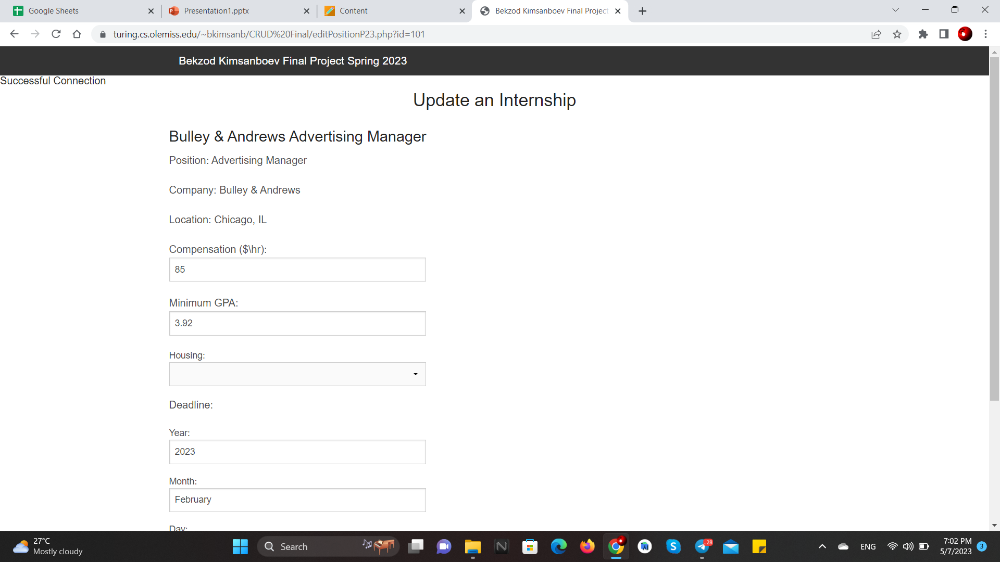 Google Sheets
Presentation1.pptx
Content
Bekzod Kimsanboev Final Project
turing.cs.olemiss.edu/~bkimsanb/CRUD%20Final/editPositionP23.php?id=101
Bekzod Kimsanboev Final Project Spring 2023
Successful Connection
Update an Internship
Bulley & Andrews Advertising Manager
Position: Advertising Manager
Company: Bulley & Andrews
Location: Chicago, IL
Compensation ($\hr):
85
Minimum GPA:
3.92
Housing:
Deadline:
Year:
2023
Month:
February
Day:
27°C
Mostly cloudy
Search
28
ENG
7:02 PM
5/7/2023
3